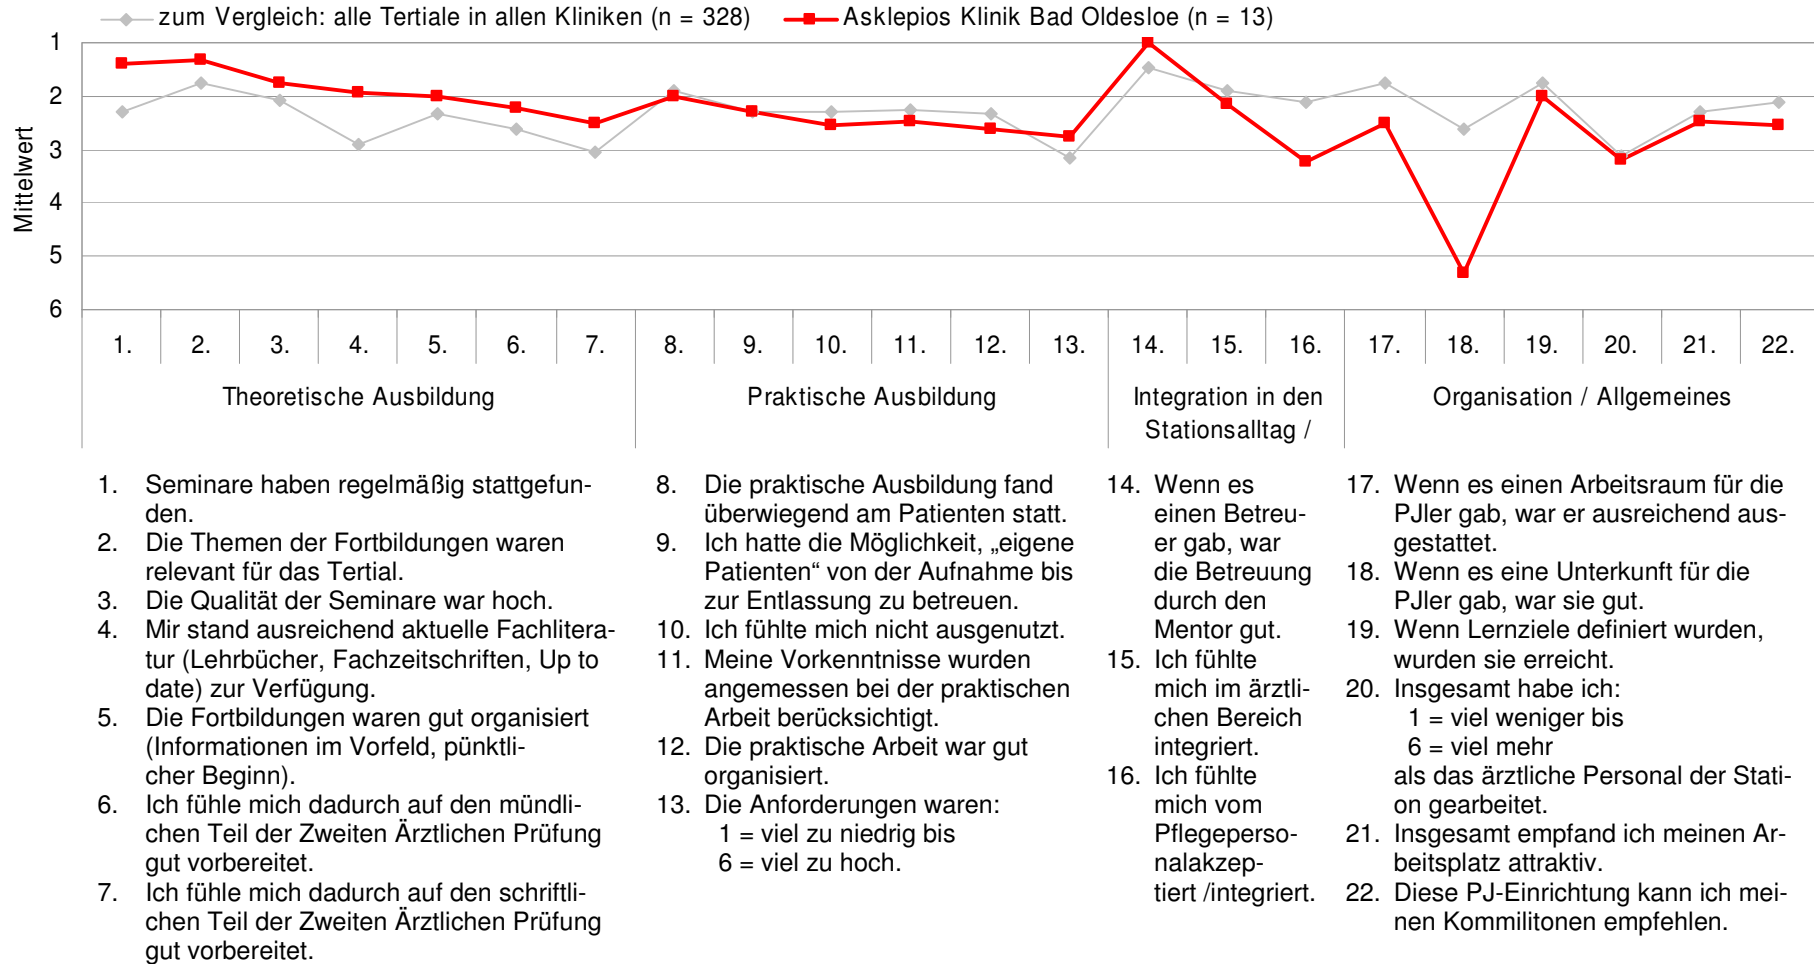 zum Vergleich: alle Tertiale in allen Kliniken (n = 328)
Asklepios Klinik Bad Oldesloe (n = 13)
Mittelwert
1
2
3
4
5
6
1. 2. 3. 4. 5. 6. 7. 8. 9. 10. 11. 12. 13. 14. 15. 16. 17. 18. 19. 20. 21. 22.
Theoretische Ausbildung
Praktische Ausbildung
Integration in den
Stationsalltag /
Organisation / Allgemeines
1. Seminare haben regelmäßig stattgefun-
den.
2. Die Themen der Fortbildungen waren
relevant für das Tertial.
3. Die Qualität der Seminare war hoch.
4. Mir stand ausreichend aktuelle Fachlitera-
tur (Lehrbücher, Fachzeitschriften, Up to
date) zur Verfügung.
5. Die Fortbildungen waren gut organisiert
(Informationen im Vorfeld, pünktli-
cher Beginn).
6. Ich fühle mich dadurch auf den mündli-
chen Teil der Zweiten Ärztlichen Prüfung
gut vorbereitet.
7. Ich fühle mich dadurch auf den schriftli-
chen Teil der Zweiten Ärztlichen Prüfung
gut vorbereitet.
8. Die praktische Ausbildung fand
überwiegend am Patienten statt.
9. Ich hatte die Möglichkeit, „eigene
Patienten“ von der Aufnahme bis
zur Entlassung zu betreuen.
10. Ich fühlte mich nicht ausgenutzt.
11. Meine Vorkenntnisse wurden
angemessen bei der praktischen
Arbeit berücksichtigt.
12. Die praktische Arbeit war gut
organisiert.
13. Die Anforderungen waren:
1 = viel zu niedrig bis
6 = viel zu hoch.
14. Wenn es
einen Betreu-
er gab, war
die Betreuung
durch den
Mentor gut.
15. Ich fühlte
mich im ärztli-
chen Bereich
integriert.
16. Ich fühlte
mich vom
Pflegeperso-
nalakzep-
tiert /integriert.
17. Wenn es einen Arbeitsraum für die
PJler gab, war er ausreichend aus-
gestattet.
18. Wenn es eine Unterkunft für die
PJler gab, war sie gut.
19. Wenn Lernziele definiert wurden,
wurden sie erreicht.
20. Insgesamt habe ich:
1 = viel weniger bis
6 = viel mehr
als das ärztliche Personal der Stati-
on gearbeitet.
21. Insgesamt empfand ich meinen Ar-
beitsplatz attraktiv.
22. Diese PJ-Einrichtung kann ich mei-
nen Kommilitonen empfehlen.